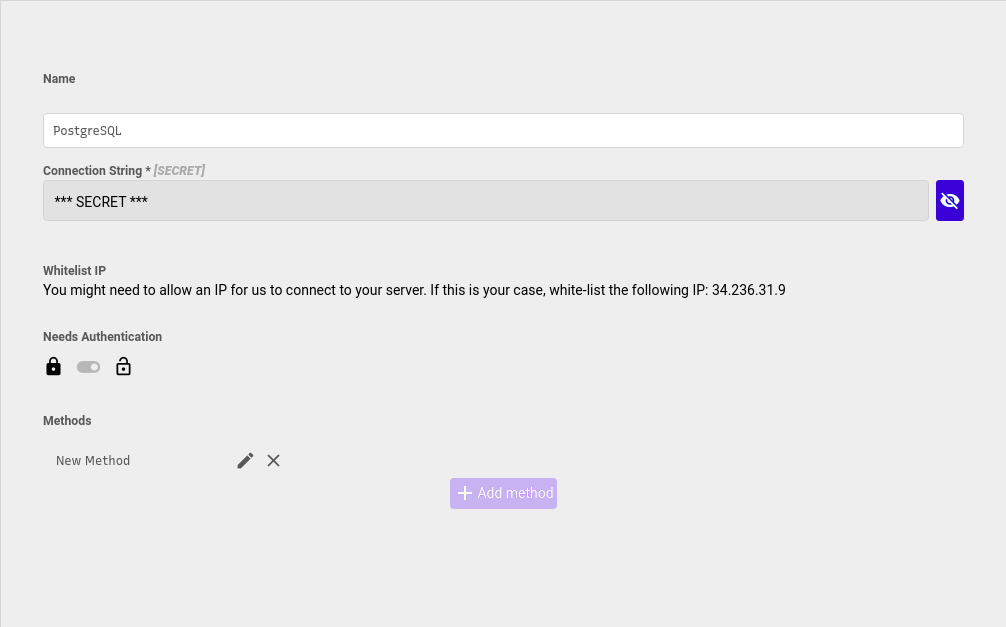 Name
PostgreSQL
Connection String * [SECRET]
*** SECRET ***
Whitelist IP
You might need to allow an IP for us to connect to your server. If this is your case, white-list the following IP: 34.236.31.9
Needs Authentication
Methods
New Method
Add method